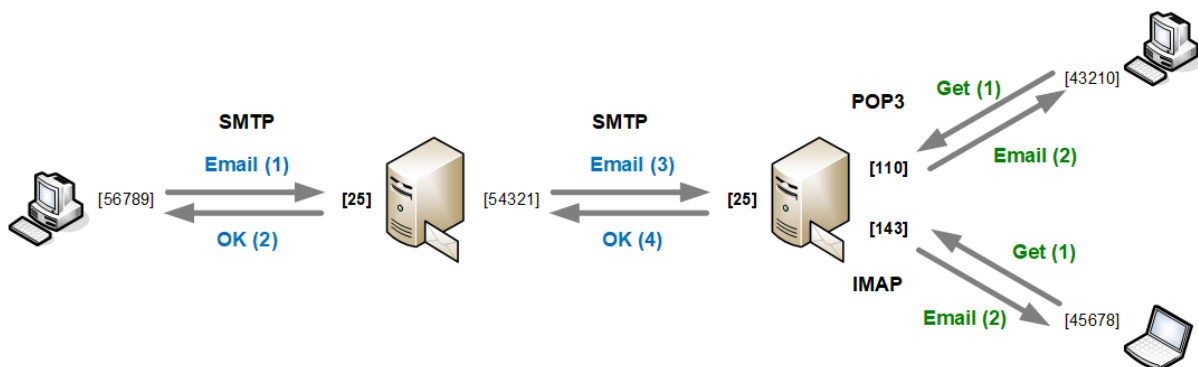 SMTP
Email (1)
[56789]
[25]
OK (2)
SMTP
Email (3)
[54321]
[25]
OK (4)
POP3
Get (1)
[43210]
Email (2)
[110]
[143]
IMAP
Get (1)
Email (2)
[45678]